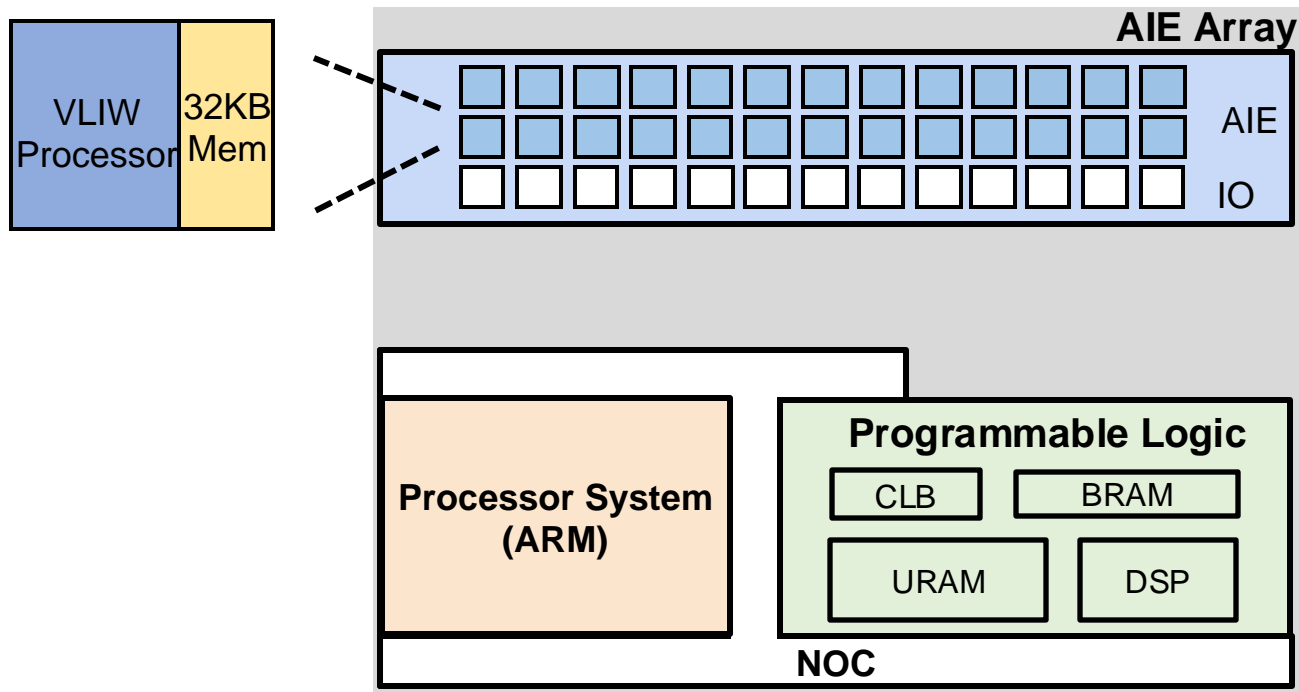 AIE Array
VLIW
Processor
32KB
Mem
AIE
IO
Programmable Logic
CLB
BRAM
URAM
DSP
Processor System
(ARM)
NOC